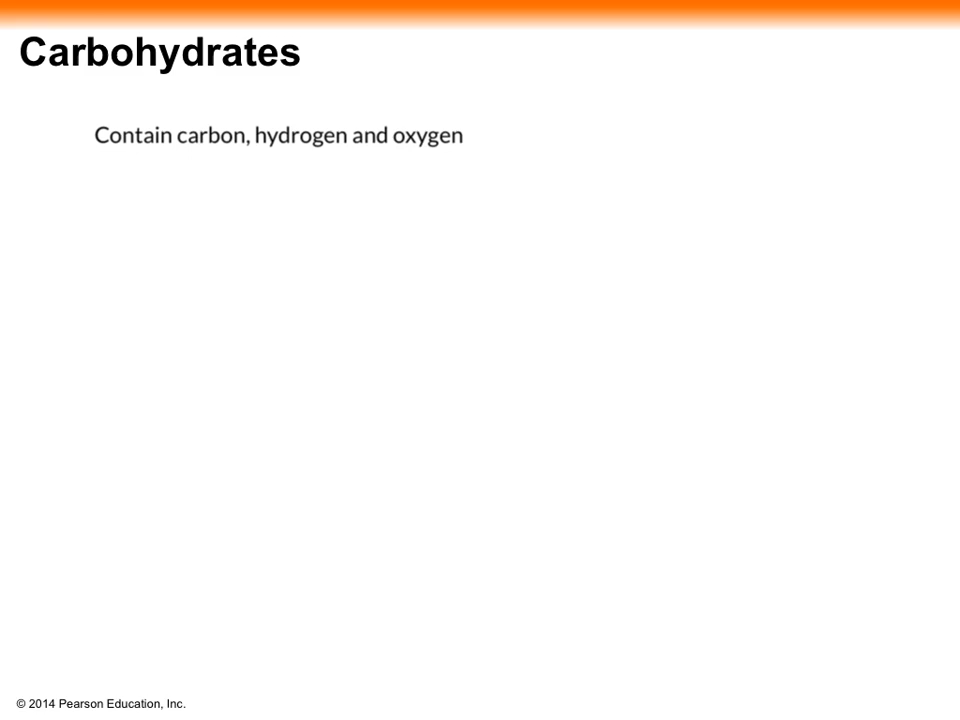 Carbohydrates
Contain carbon, hydrogen and oxygen
© 2014 Pearson Education, Inc.